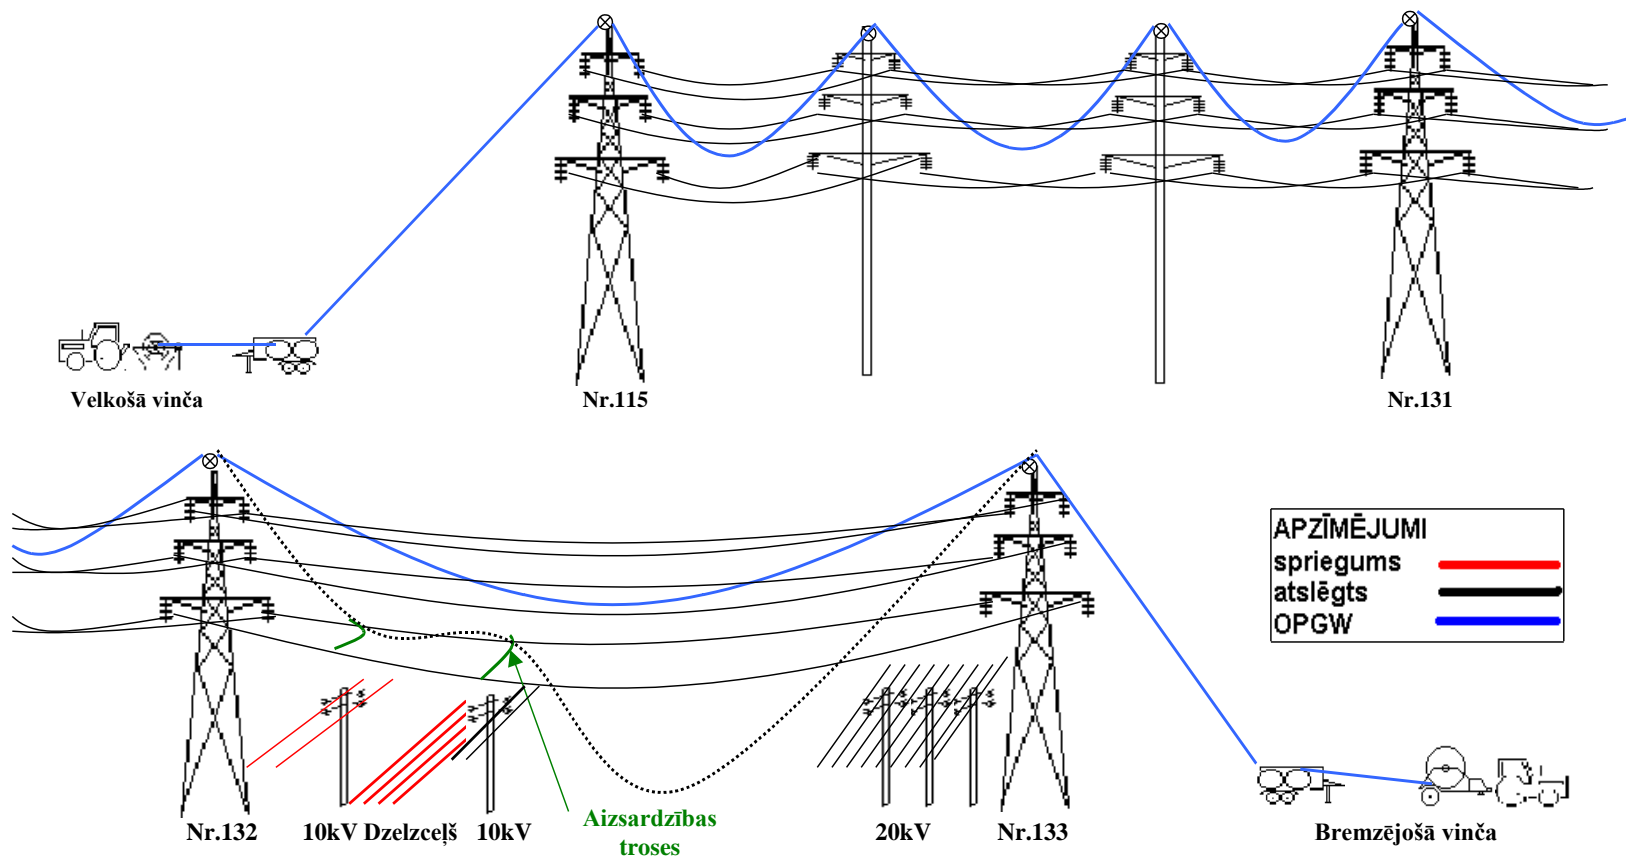 Velkošā vinča
Nr.115
Nr.131
APZĪMĒJUMI
spriegums
atslēgts
OPGW
Nr.132
10kV Dzelzceļš
10kV
Aizsardzības
troses
20kV
Nr.133
Bremzējošā vinča